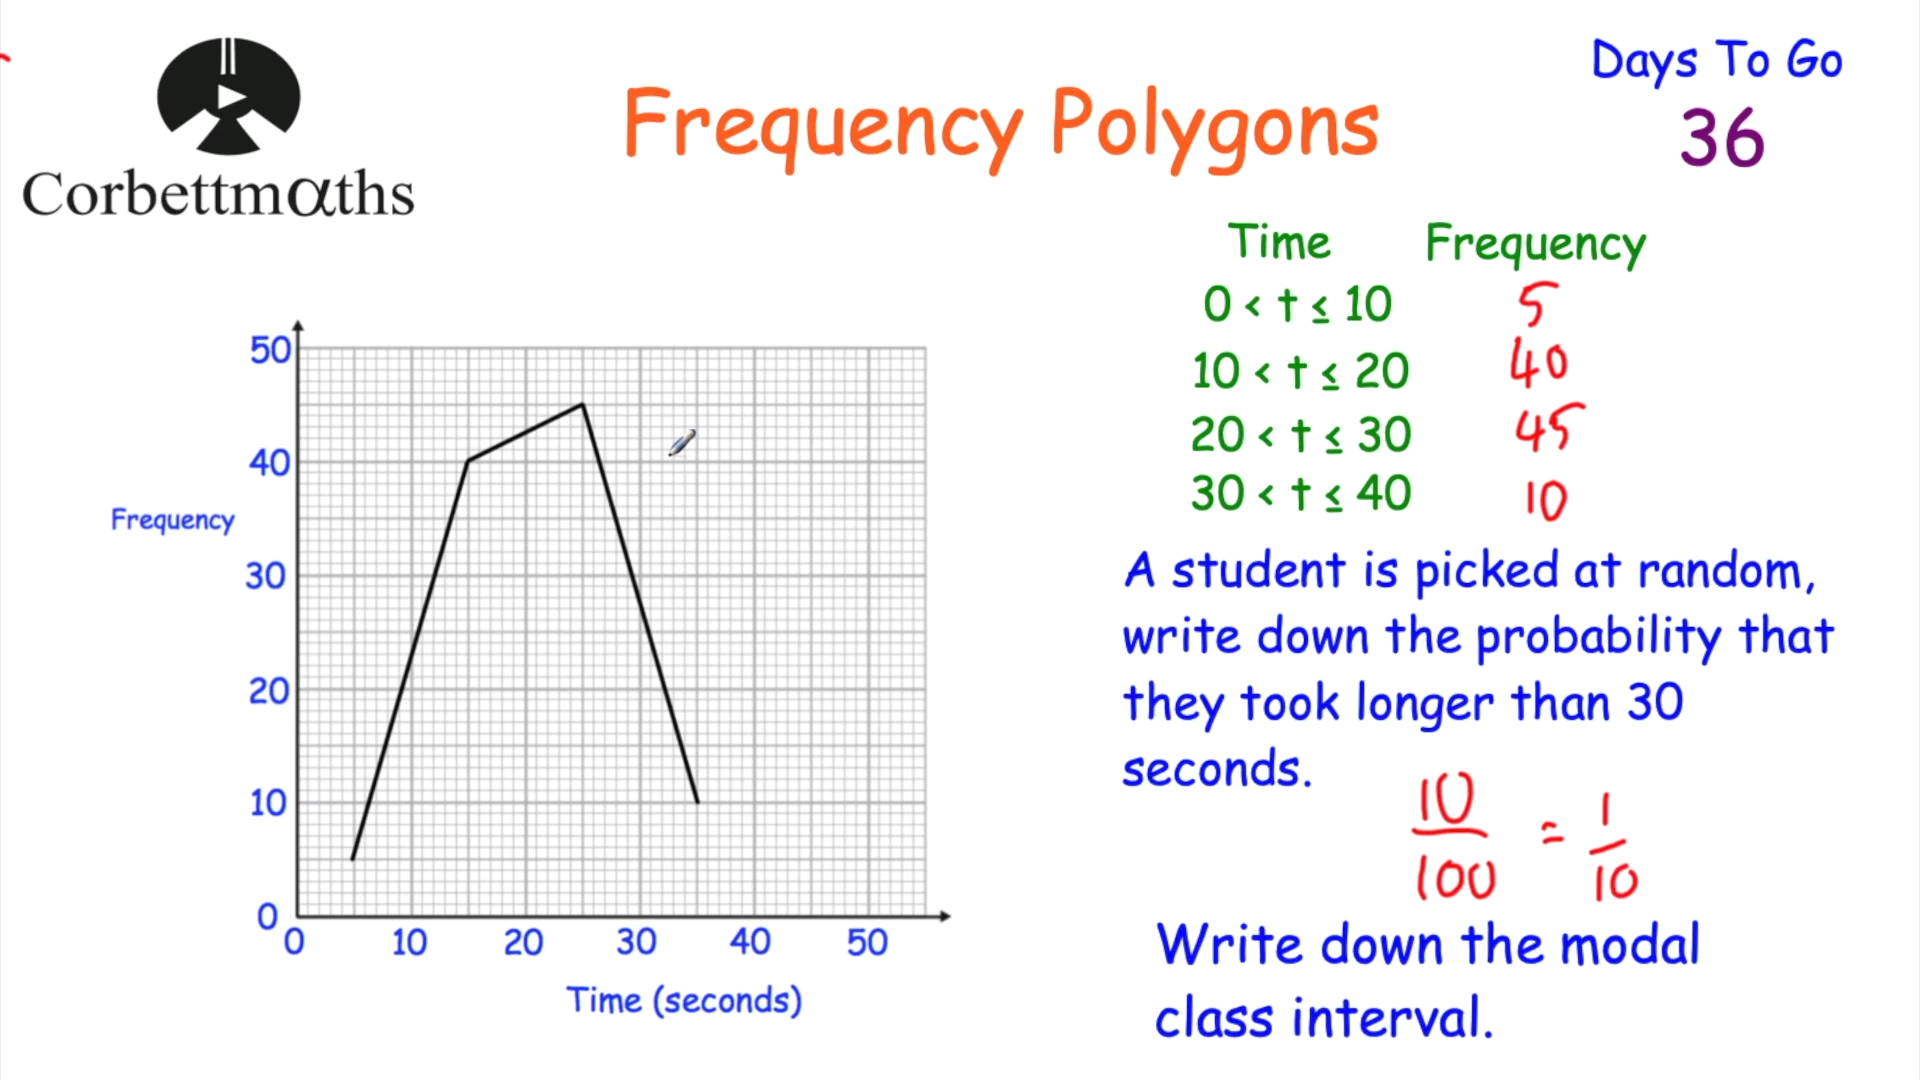 Days To Go
36
Frequency Polygons
Corbettmαths
Time Frequency
0 < t ≤ 10 5
10 < t ≤ 20 40
20 < t ≤ 30 45
30 < t ≤ 40 10
50
40
Frequency
30
20
10
0
0 10 20 30 40 50
Time (seconds)
A student is picked at random,
write down the probability that
they took longer than 30
seconds.
10/100 = 1/10
Write down the modal
class interval.